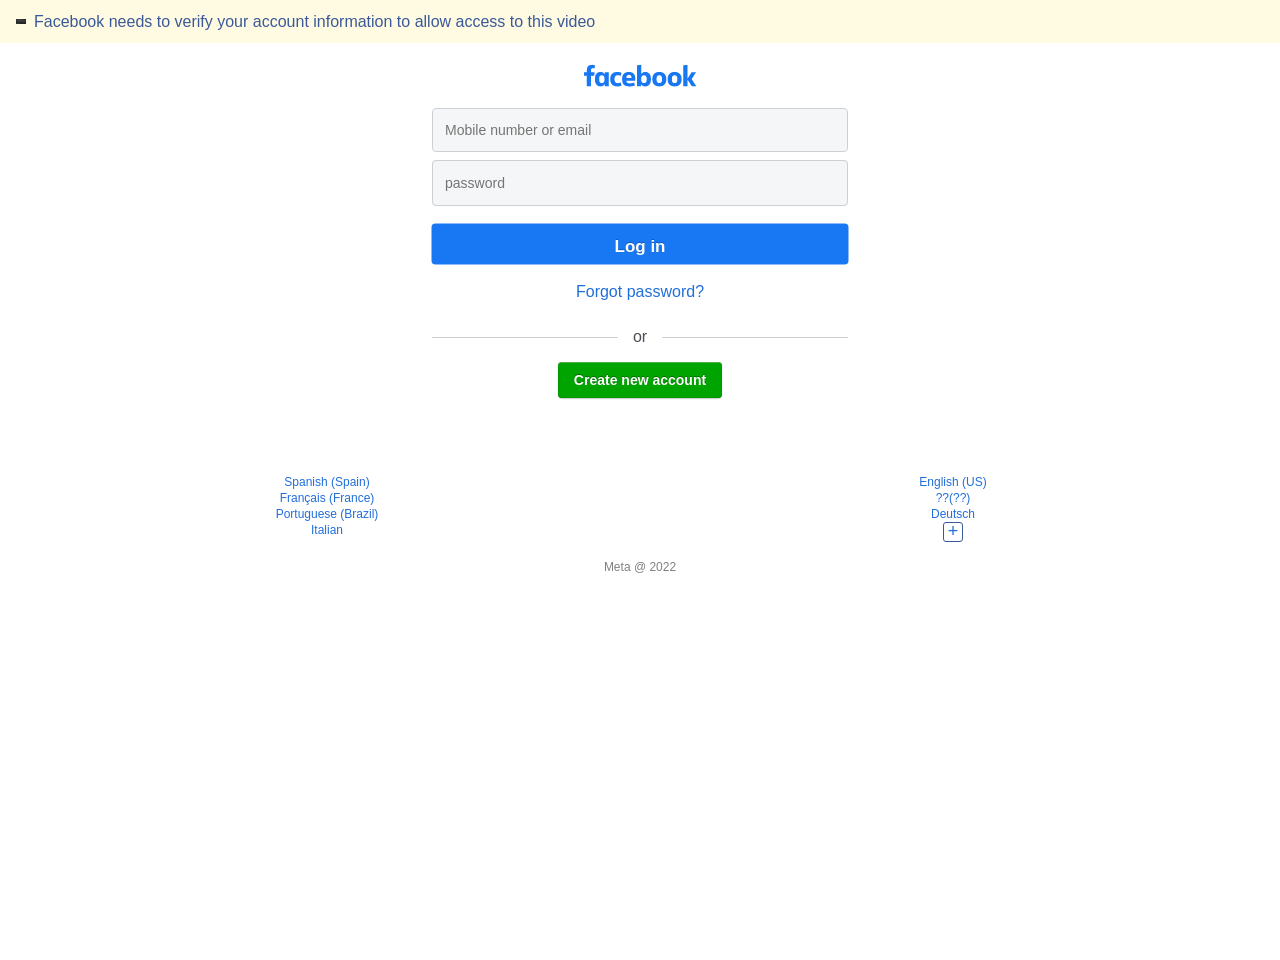 Facebook needs to verify your account information to allow access to this video
facebook
Mobile number or email
password
Log in
Forgot password?
or
Create new account
Spanish (Spain)
Français (France)
Portuguese (Brazil)
Italian
English (US)
??(??)
Deutsch
+
Meta @ 2022